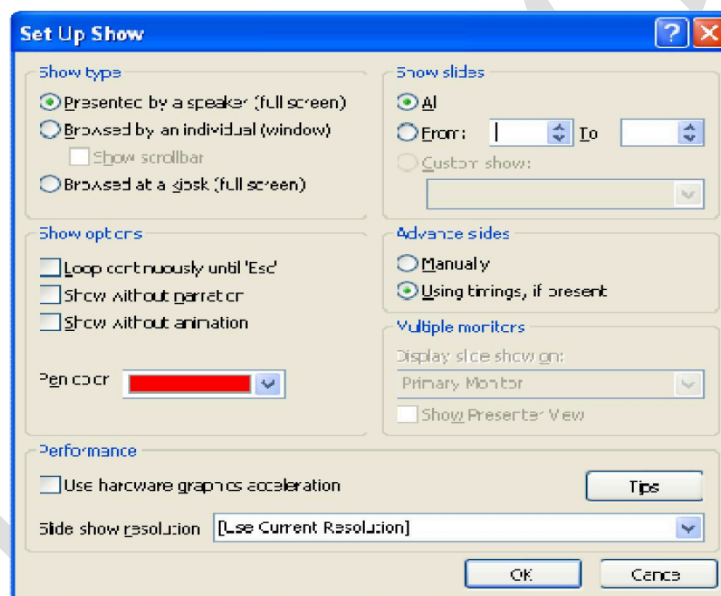 Set Up Show
Show type
Presented by a speaker (full screen)
Browsed by an individual (window)
Show scrollbar
Browsed at a kiosk (full screen)
Show slides
All
From: To
Custom show:
Show options
Loop continuously until 'Esc'
Show without narration
Show without animation
Pen color
Advance slides
Manually
Using timings, if present
Multiple monitors
Display slide show on:
Primary Monitor
Show Presenter View
Performance
Use hardware graphics acceleration
Tips
Slide show resolution [Use Current Resolution]
OK Cancel